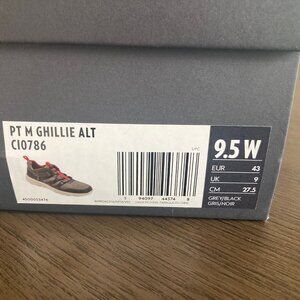 PT M GHILLIE ALT
CI0786
9.5 W
EUR 43
UK 9
CM 27.5
GREY/BLACK
GRIS/NOIR